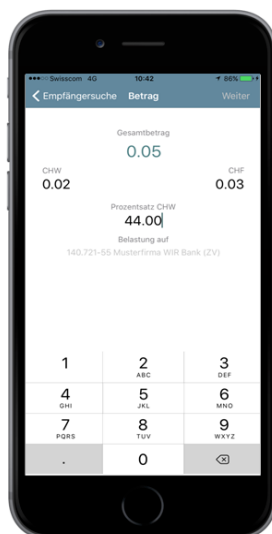 Swisscom 4G 10:42 86%
Empfängersuche Betrag Weiter
Gesamtbetrag
0.05
CHW CHF
0.02 0.03
Prozentsatz CHW
44.00
Belastung auf
140.721-55 Musterfirma WIR Bank (ZV)
1 2 3
ABC DEF
4 5 6
GHI JKL MNO
7 8 9
PQRS TUV WXYZ
. 0